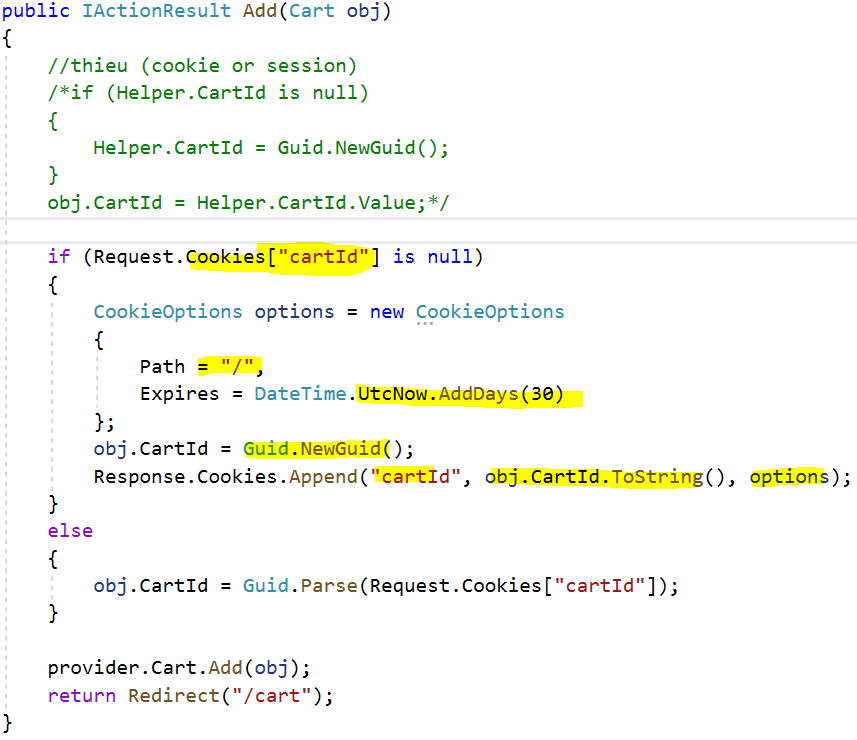 public IActionResult Add(Cart obj)
{
//thieu (cookie or session)
/*if (Helper.CartId is null)
{
Helper.CartId = Guid.NewGuid();
}
obj.CartId = Helper.CartId.Value;*/
if (Request.Cookies["cartId"] is null)
{
CookieOptions options = new CookieOptions
{
Path = "/",
Expires = DateTime.UtcNow.AddDays(30)
};
obj.CartId = Guid.NewGuid();
Response.Cookies.Append("cartId", obj.CartId.ToString(), options);
}
else
{
obj.CartId = Guid.Parse(Request.Cookies["cartId"]);
}
provider.Cart.Add(obj);
return Redirect("/cart");
}